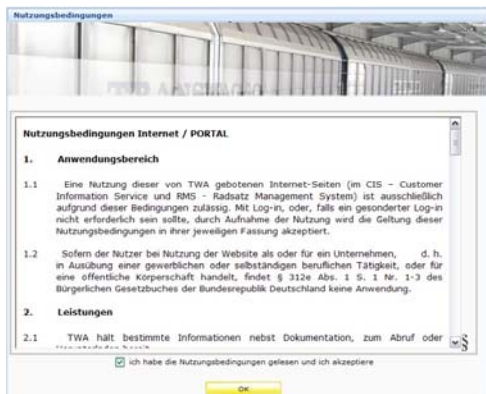 Nutzungsbedingungen
Nutzungsbedingungen Internet / PORTAL
1. Anwendungsbereich
1.1 Eine Nutzung dieser von TWA gebotenen Internet-Seiten (im CIS – Customer
Information Service und RMS - Radsatz Management System) ist ausschließlich
aufgrund dieser Bedingungen zulässig. Mit Log-in, oder, falls ein gesonderter Log-in
nicht erforderlich sein sollte, durch Aufnahme der Nutzung wird die Geltung dieser
Nutzungsbedingungen in ihrer jeweiligen Fassung akzeptiert.
1.2 Sofern der Nutzer bei Nutzung der Website als oder für ein Unternehmen, d. h.
in Ausübung einer gewerblichen oder selbständigen beruflichen Tätigkeit, oder für
eine öffentliche Körperschaft handelt, findet § 312e Abs. 1 S. 1 Nr. 1-3 des
Bürgerlichen Gesetzbuches der Bundesrepublik Deutschland keine Anwendung.
2. Leistungen
2.1 TWA hält bestimmte Informationen nebst Dokumentation, zum Abruf oder
§
ich habe die Nutzungsbedingungen gelesen und ich akzeptiere
OK